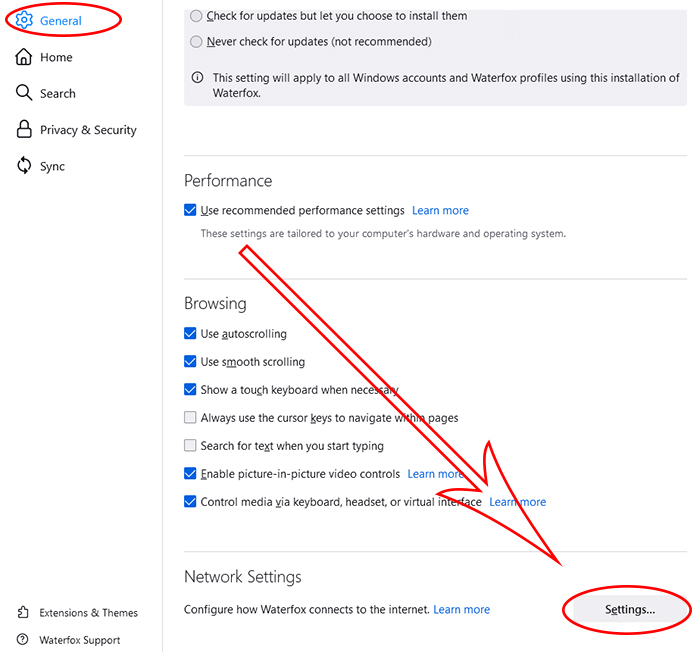 General
Home
Search
Privacy & Security
Sync
Extensions & Themes
Waterfox Support
Check for updates but let you choose to install them
Never check for updates (not recommended)
This setting will apply to all Windows accounts and Waterfox profiles using this installation of
Waterfox.
Performance
Use recommended performance settings Learn more
These settings are tailored to your computer's hardware and operating system.
Browsing
Use autoscrolling
Use smooth scrolling
Show a touch keyboard when necessary
Always use the cursor keys to navigate within pages
Search for text when you start typing
Enable picture-in-picture video controls Learn more
Control media via keyboard, headset, or virtual interface Learn more
Network Settings
Configure how Waterfox connects to the internet. Learn more
Settings...